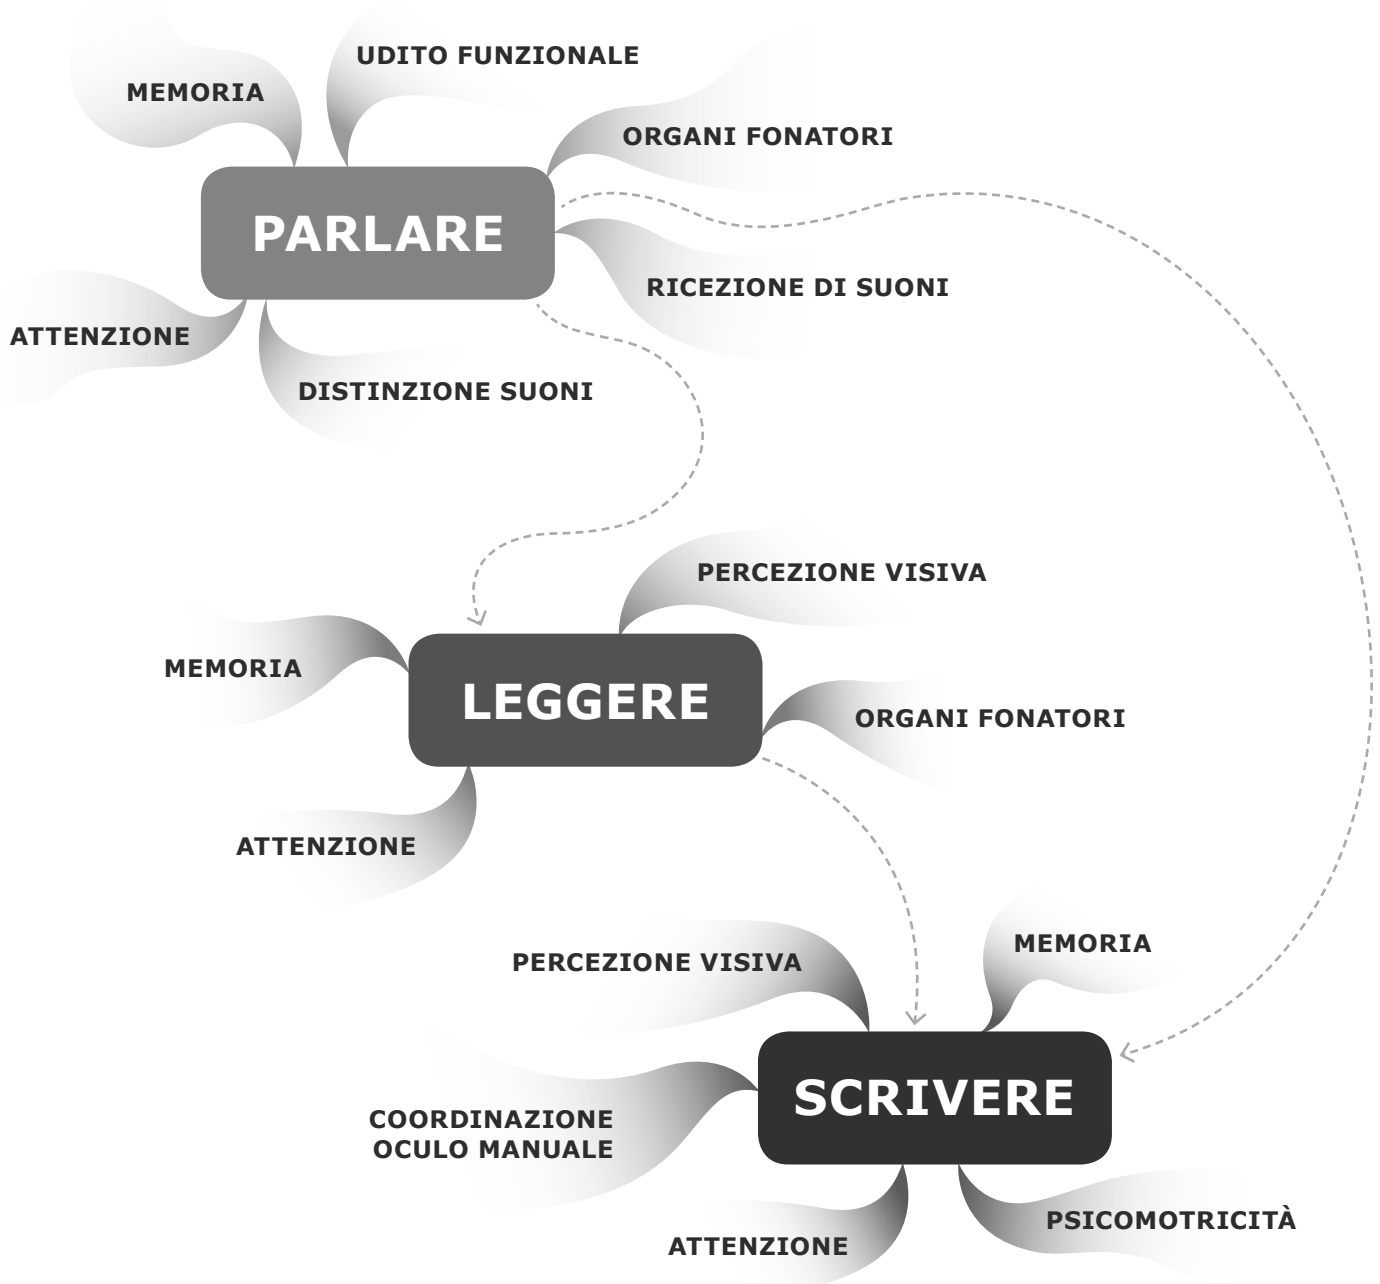 UDITO FUNZIONALE
MEMORIA
ORGANI FONATORI
PARLARE
RICEZIONE DI SUONI
ATTENZIONE
DISTINZIONE SUONI
PERCEZIONE VISIVA
MEMORIA
LEGGERE
ORGANI FONATORI
ATTENZIONE
MEMORIA
PERCEZIONE VISIVA
SCRIVERE
COORDINAZIONE
OCULO MANUALE
PSICOMOTRICITÀ
ATTENZIONE